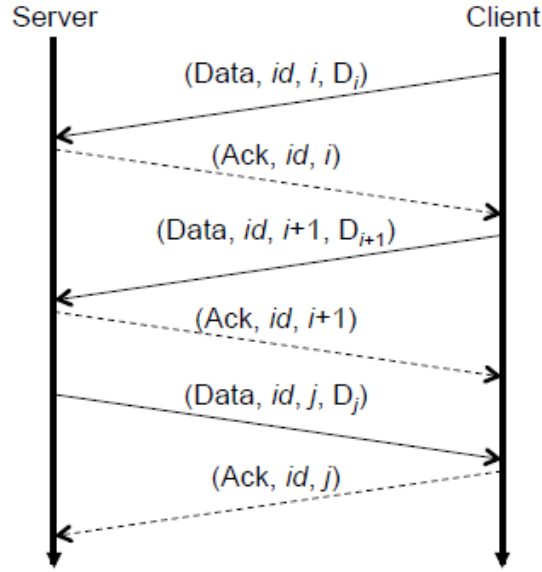 Server
Client
(Data, id, i, Dᵢ)
(Ack, id, i)
(Data, id, i+1, Dᵢ₊₁)
(Ack, id, i+1)
(Data, id, j, Dⱼ)
(Ack, id, j)